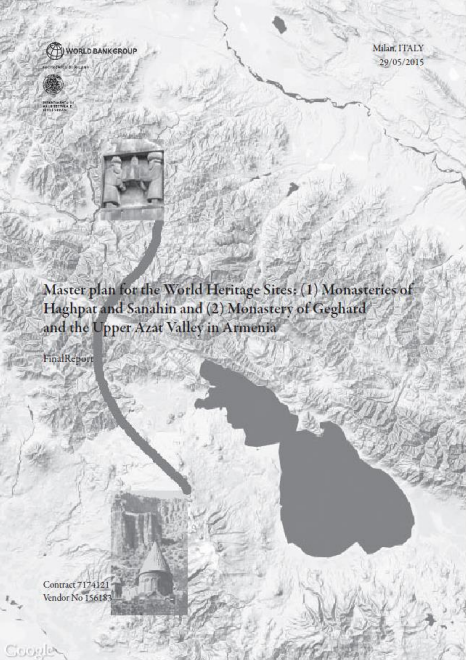 WORLD BANK GROUP
Milan, ITALY
29/05/2015
Master plan for the World Heritage Sites: (1) Monasteries of
Haghpat and Sanahin and (2) Monastery of Geghard
and the Upper Azat Valley in Armenia
FinalReport
Contract 7174121
Vendor No 156183
Google